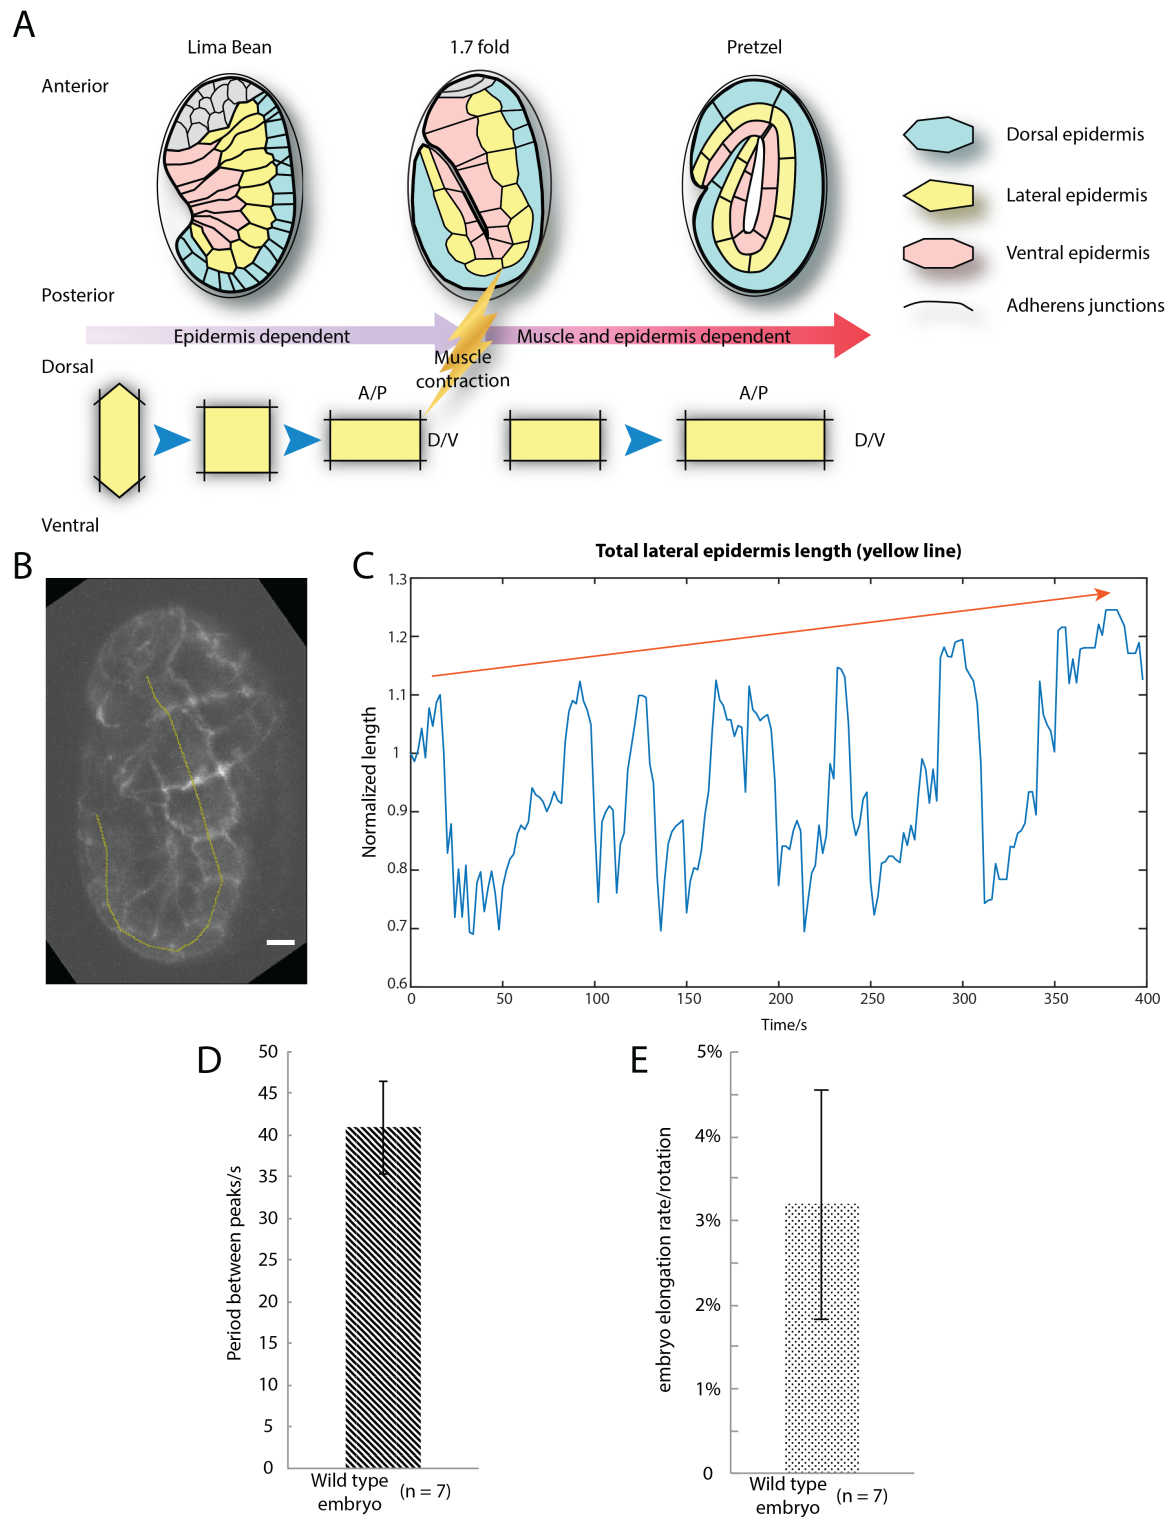 A
Lima Bean
1.7 fold
Pretzel
Anterior
Dorsal epidermis
Lateral epidermis
Ventral epidermis
Adherens junctions
Posterior
Epidermis dependent
Muscle and epidermis dependent
Muscle
contraction
Dorsal
A/P
A/P
D/V
D/V
Ventral
B
C
Total lateral epidermis length (yellow line)
Normalized length
1.3
1.2
1.1
1
0.9
0.8
0.7
0.6
0
50
100
150
200
250
300
350
400
Time/s
D
Period between peaks/s
50
45
40
35
30
25
20
15
10
5
0
Wild type
embryo
(n = 7)
E
embryo elongation rate/rotation
5%
4%
3%
2%
1%
0
Wild type
embryo
(n = 7)